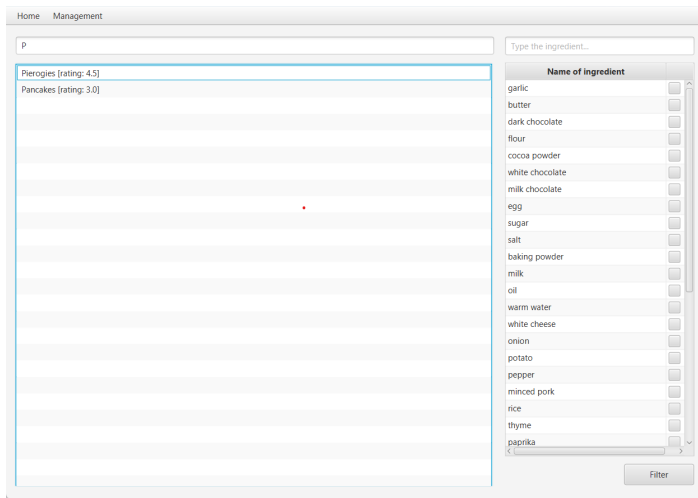 Home Management
P
Type the ingredient...
Pierogies [rating: 4.5]
Pancakes [rating: 3.0]
Name of ingredient
garlic
butter
dark chocolate
flour
cocoa powder
white chocolate
milk chocolate
egg
sugar
salt
baking powder
milk
oil
warm water
white cheese
onion
potato
pepper
minced pork
rice
thyme
paprika
Filter